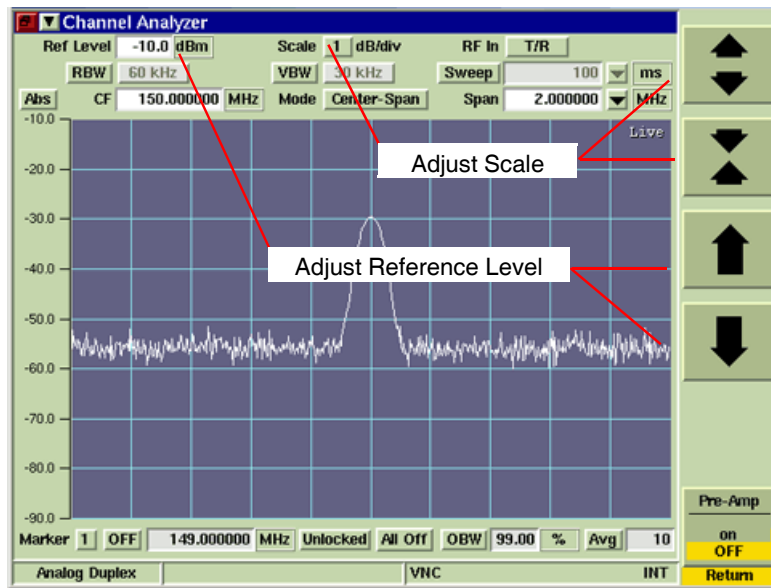 Channel Analyzer
Ref Level -10.0 dBm Scale 1 dB/div RF In T/R
RBW 60 kHz VBW 30 kHz Sweep 100 ms
Abs CF 150.000000 MHz Mode Center-Span Span 2.000000 MHz
-10.0
Live
Adjust Scale
-20.0
-30.0
Adjust Reference Level
-40.0
-50.0
-60.0
-70.0
-80.0
-90.0
Pre-Amp
on
OFF
Return
Marker 1 OFF 149.000000 MHz Unlocked All Off OBW 99.00 % Avg 10
Analog Duplex VNC INT